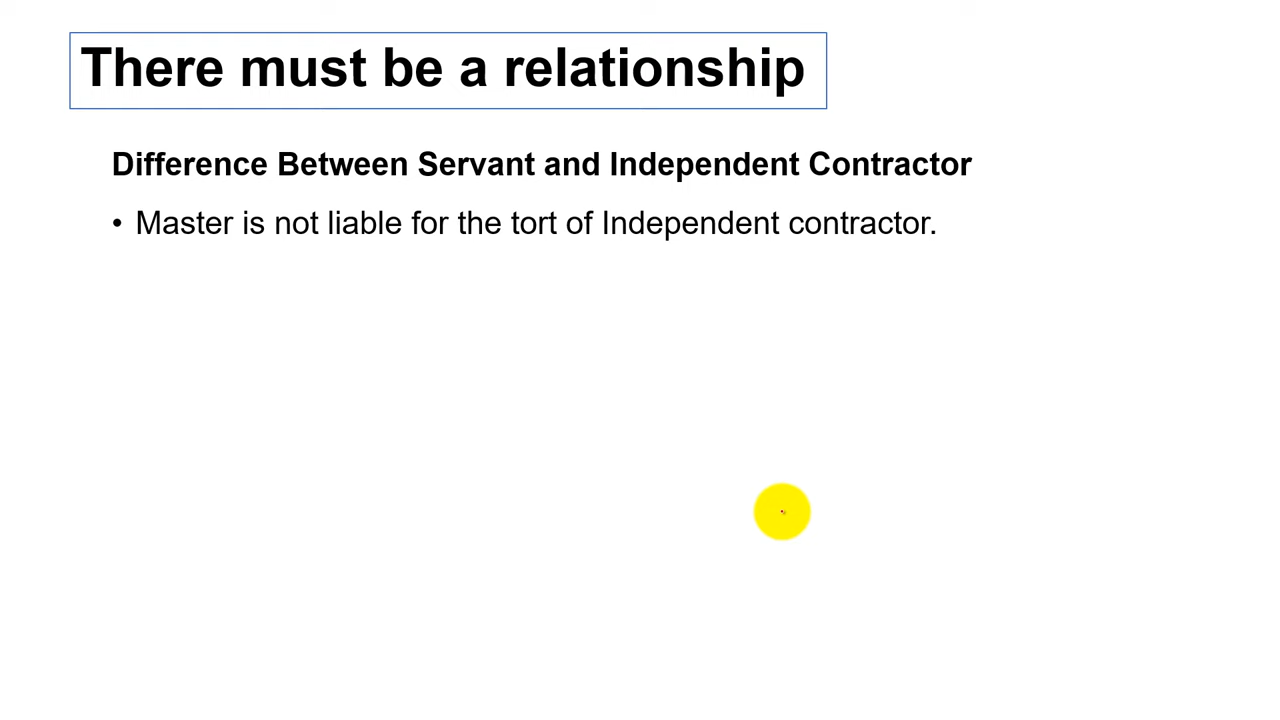 There must be a relationship
Difference Between Servant and Independent Contractor
• Master is not liable for the tort of Independent contractor.